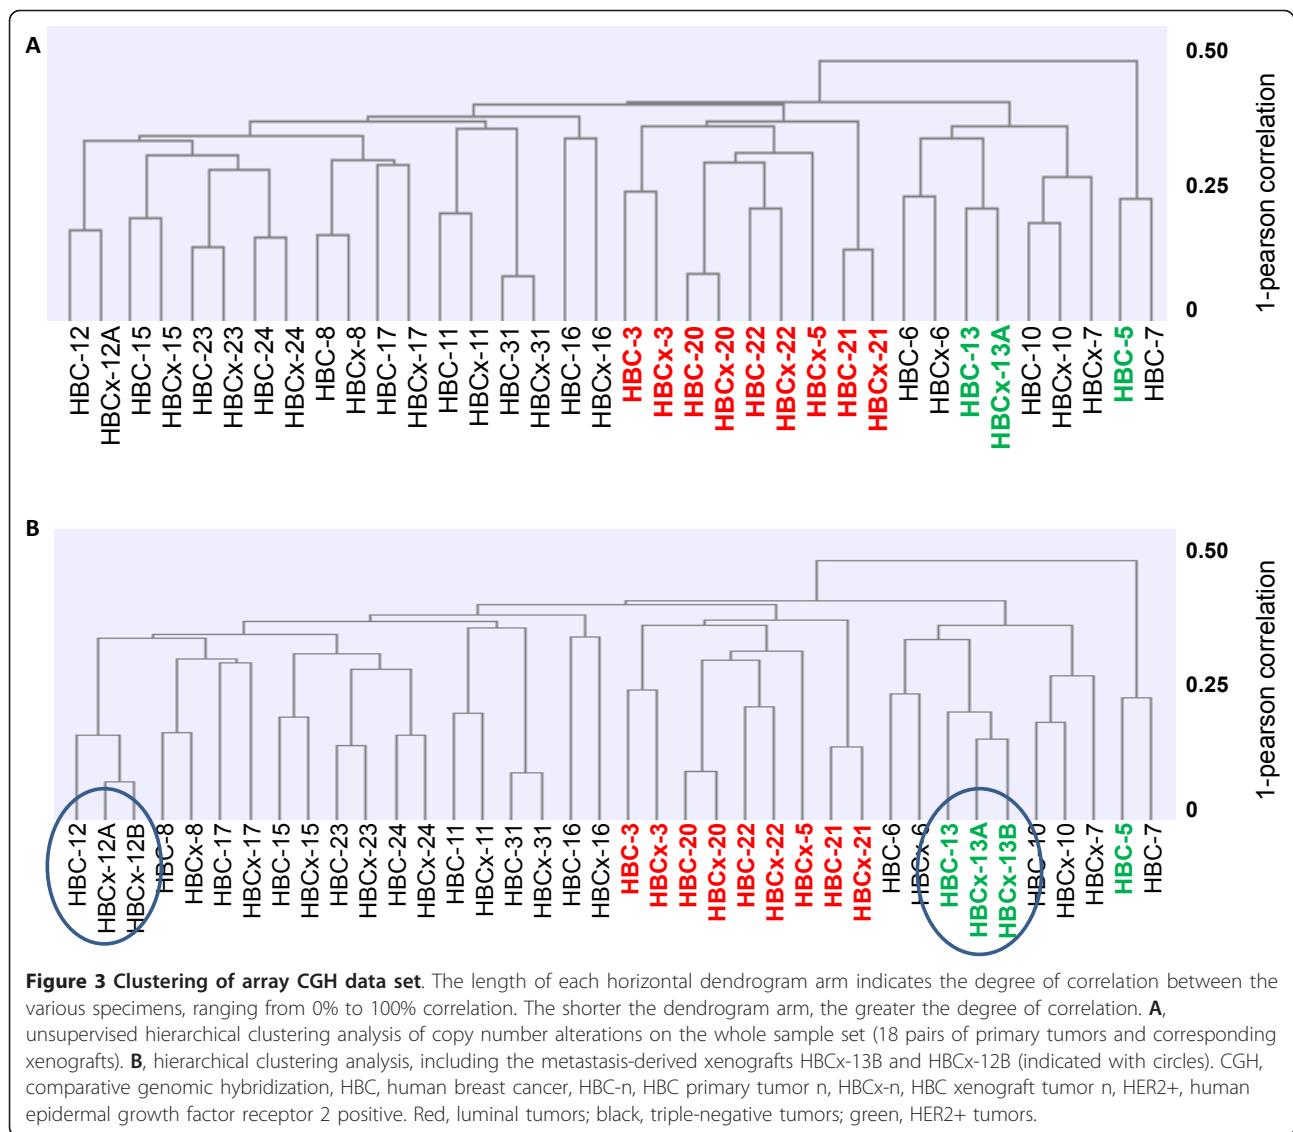 A
0.50
0.25
0
1-pearson correlation
HBC-12
HBCx-12A
HBC-15
HBCx-15
HBC-23
HBCx-23
HBC-24
HBCx-24
HBC-8
HBCx-8
HBC-17
HBCx-17
HBC-11
HBCx-11
HBC-31
HBCx-31
HBC-16
HBCx-16
HBC-3
HBCx-3
HBC-20
HBCx-20
HBC-22
HBCx-22
HBCx-5
HBC-21
HBCx-21
HBC-6
HBCx-6
HBC-13
HBCx-13A
HBC-10
HBCx-10
HBCx-7
HBC-5
HBC-7
B
0.50
0.25
0
1-pearson correlation
HBC-12
HBCx-12A
HBCx-12B
HBC-8
HBCx-8
HBC-17
HBCx-17
HBC-15
HBCx-15
HBC-23
HBCx-23
HBC-24
HBCx-24
HBC-11
HBCx-11
HBC-31
HBCx-31
HBC-16
HBCx-16
HBC-3
HBCx-3
HBC-20
HBCx-20
HBC-22
HBCx-22
HBCx-5
HBC-21
HBCx-21
HBC-6
HBCx-6
HBC-13
HBCx-13A
HBCx-13B
HBC-10
HBCx-10
HBCx-7
HBC-5
HBC-7
Figure 3 Clustering of array CGH data set. The length of each horizontal dendrogram arm indicates the degree of correlation between the
various specimens, ranging from 0% to 100% correlation. The shorter the dendrogram arm, the greater the degree of correlation. A,
unsupervised hierarchical clustering analysis of copy number alterations on the whole sample set (18 pairs of primary tumors and corresponding
xenografts). B, hierarchical clustering analysis, including the metastasis-derived xenografts HBCx-13B and HBCx-12B (indicated with circles). CGH,
comparative genomic hybridization, HBC, human breast cancer, HBC-n, HBC primary tumor n, HBCx-n, HBC xenograft tumor n, HER2+, human
epidermal growth factor receptor 2 positive. Red, luminal tumors; black, triple-negative tumors; green, HER2+ tumors.